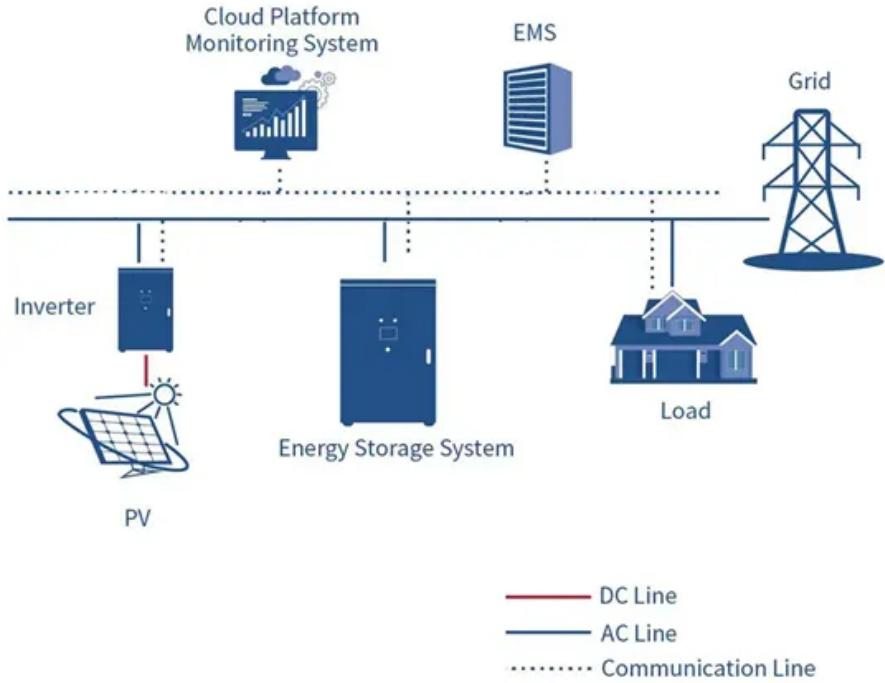 Cloud Platform
Monitoring System
EMS
Grid
Inverter
Load
Energy Storage System
PV
DC Line
AC Line
Communication Line